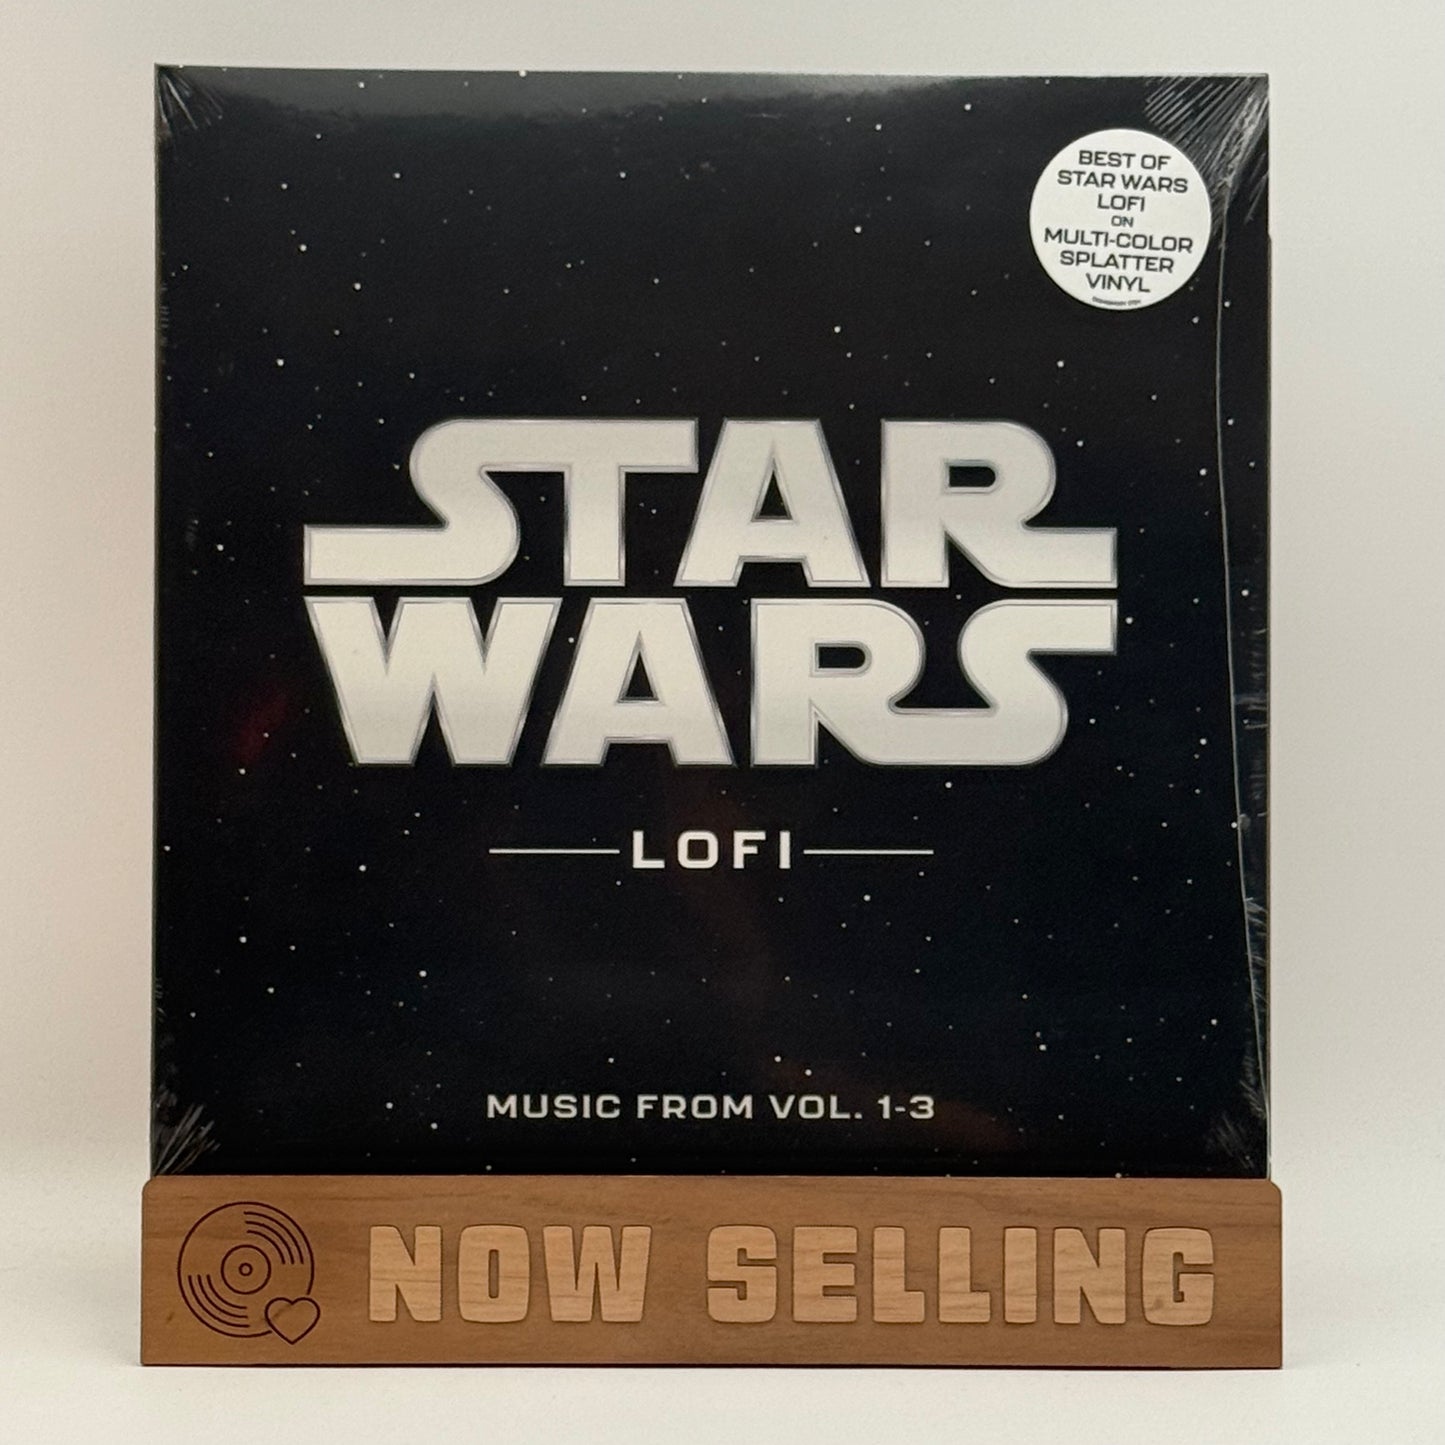 BEST OF
STAR WARS
LOFI
ON
MULTI-COLOR
SPLATTER
VINYL
STAR
WARS
LOFI
MUSIC FROM VOL. 1-3
NOW SELLING